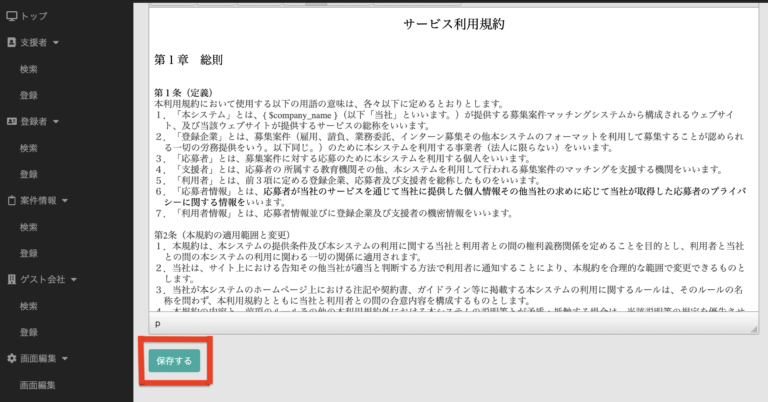 トップ
支援者
検索
登録
登録者
検索
登録
案件情報
検索
登録
ゲスト会社
検索
登録
画面編集
画面編集
サービス利用規約
第１章　総則
第１条（定義）
本利用規約において使用する以下の用語の意味は、各々以下に定めるとおりとします。
１、「本システム」とは、{ $company_name }（以下「当社」といいます。）が提供する募集案件マッチングシステムから構成されるウェブサイ
ト、及び当該ウェブサイトが提供するサービスの総称をいいます。
２、「登録企業」とは、募集案件（雇用、請負、業務委託、インターン募集その他本システムのフォーマットを利用して募集することが認められ
る一切の労務提供をいう。以下同じ。）のために本システムを利用する事業者（法人に限らない）をいいます。
３、「応募者」とは、募集案件に対する応募のために本システムを利用する個人をいいます。
４、「支援者」とは、応募者の 所属する教育機関その他、本システムを利用して行われる募集案件のマッチングを支援する機関をいいます。
５、「利用者」とは、前３項に定める登録企業、応募者及び支援者を総称したものをいいます。
６、「応募者情報」とは、応募者が当社のサービスを通じて当社に提供した個人情報その他当社の求めに応じて当社が取得した応募者のプライバ
シーに関する情報をいいます。
７、「利用者情報」とは、応募者情報並びに登録企業及び支援者の機密情報をいいます。
第2条（本規約の適用範囲と変更）
１、本規約は、本システムの提供条件及び本システムの利用に関する当社と利用者との間の権利義務関係を定めることを目的とし、利用者と当社
との間の本システムの利用に関わる一切の関係に適用されます。
２、当社は、サイト上における告知その他当社が適当と判断する方法で利用者に通知することにより、本規約を合理的な範囲で変更できるものと
します。
３、当社が本システムのホームページ上における注記や契約書、ガイドライン等に掲載する本システムの利用に関するルールは、そのルールの名
称を問わず、本利用規約とともに当社と利用者との間の合意内容を構成するものとします。
p
保存する